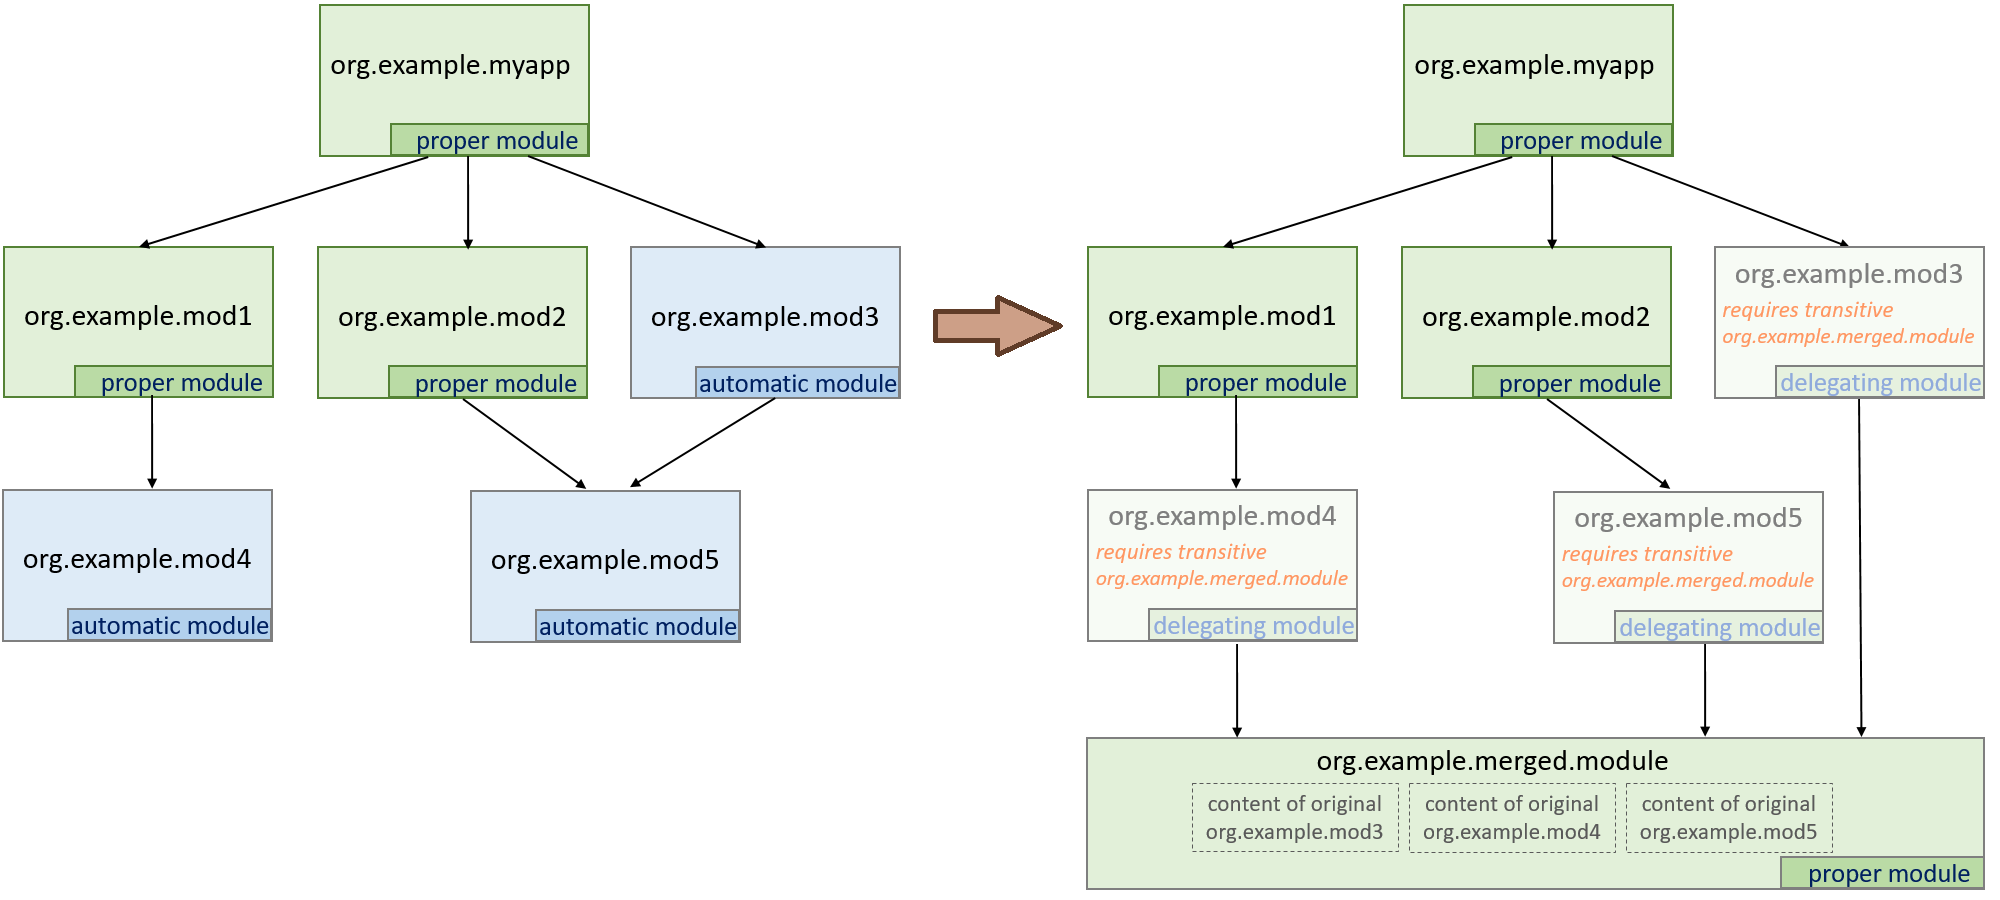 org.example.myapp
proper module
org.example.mod1
proper module
org.example.mod2
proper module
org.example.mod3
automatic module
org.example.mod4
automatic module
org.example.mod5
automatic module
org.example.myapp
proper module
org.example.mod1
proper module
org.example.mod2
proper module
org.example.mod3
requires transitive
org.example.merged.module
delegating module
org.example.mod4
requires transitive
org.example.merged.module
delegating module
org.example.mod5
requires transitive
org.example.merged.module
delegating module
org.example.merged.module
content of original
org.example.mod3
content of original
org.example.mod4
content of original
org.example.mod5
proper module